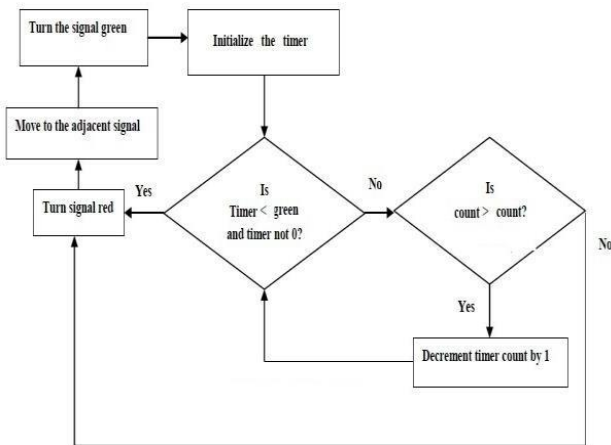 Turn the signal green
Initialize the timer
Move to the adjacent signal
Turn signal red
Yes
Is
Timer < green
and timer not 0?
No
Is
count > count?
No
Yes
Decrement timer count by 1